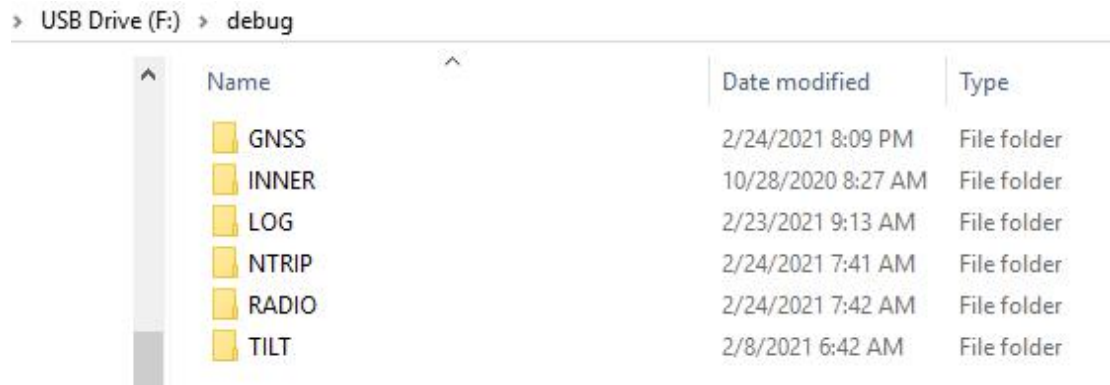 USB Drive (F:) > debug
Name Date modified Type
GNSS 2/24/2021 8:09 PM File folder
INNER 10/28/2020 8:27 AM File folder
LOG 2/23/2021 9:13 AM File folder
NTRIP 2/24/2021 7:41 AM File folder
RADIO 2/24/2021 7:42 AM File folder
TILT 2/8/2021 6:42 AM File folder